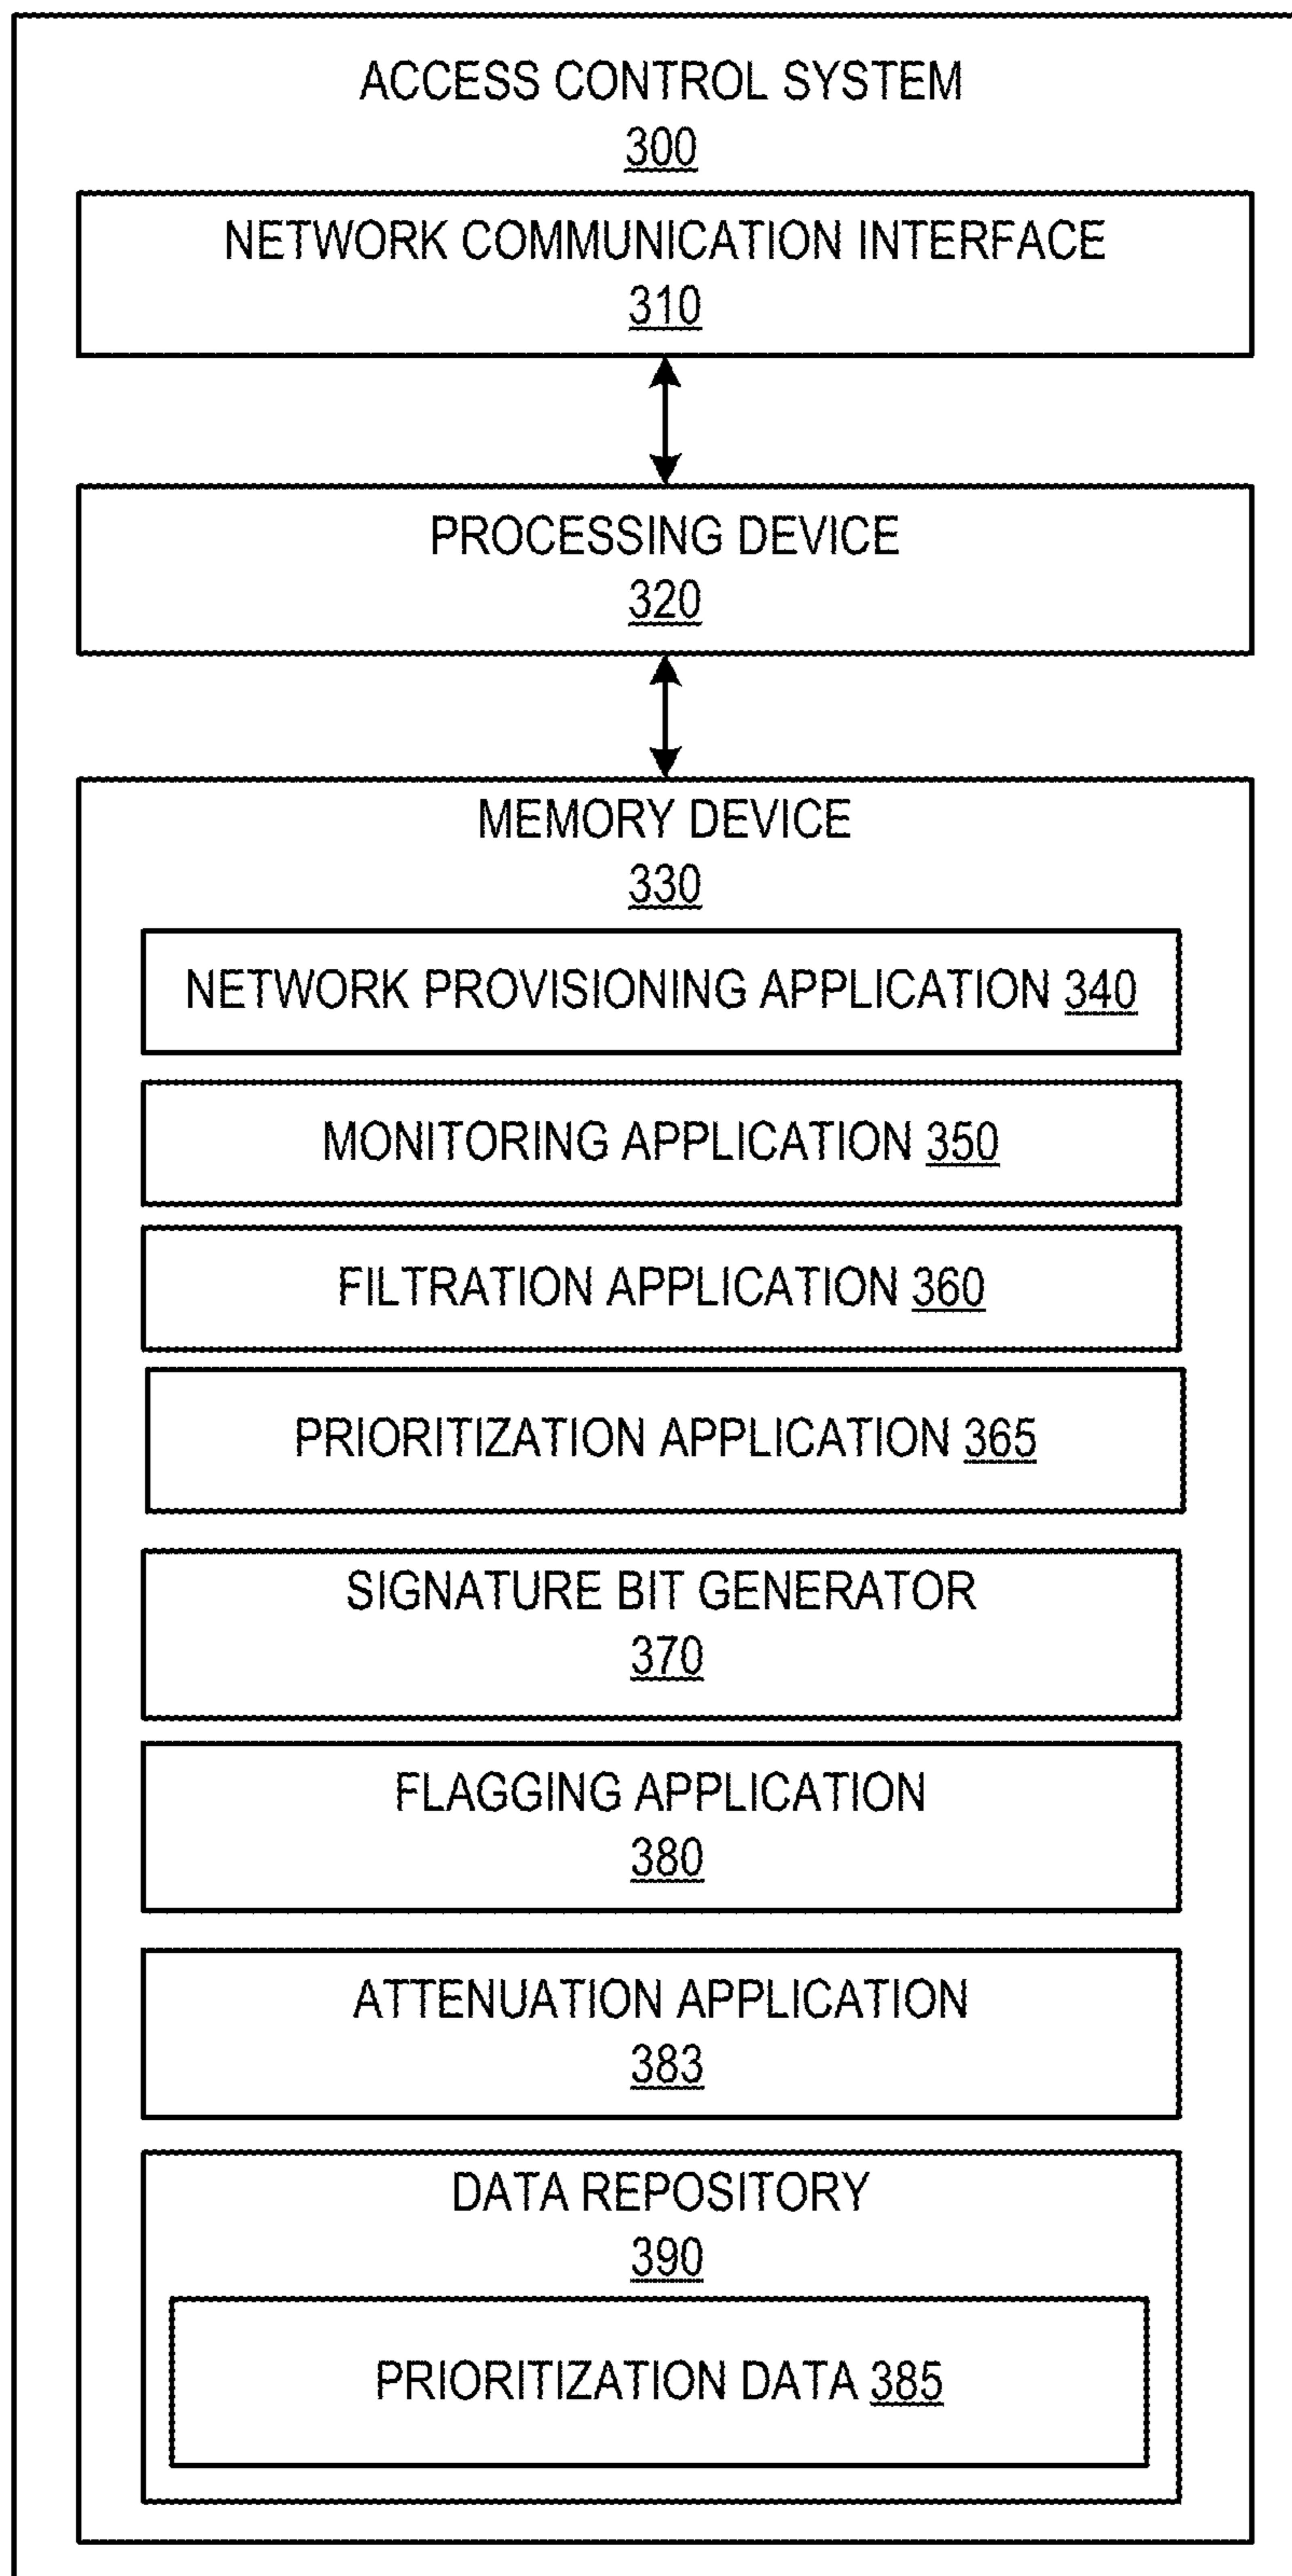 ACCESS CONTROL SYSTEM
300
NETWORK COMMUNICATION INTERFACE
310
PROCESSING DEVICE
320
MEMORY DEVICE
330
NETWORK PROVISIONING APPLICATION 340
MONITORING APPLICATION 350
FILTRATION APPLICATION 360
PRIORITIZATION APPLICATION 365
SIGNATURE BIT GENERATOR
370
FLAGGING APPLICATION
380
ATTENUATION APPLICATION
383
DATA REPOSITORY
390
PRIORITIZATION DATA 385